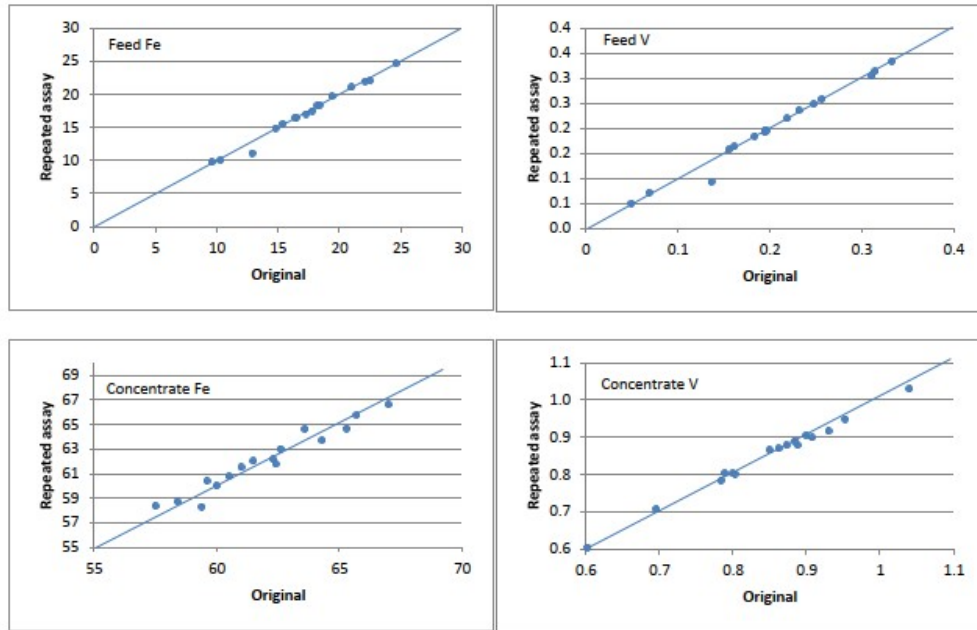 30
Feed Fe
25
20
15
10
5
0
0 5 10 15 20 25 30
Repeated assay
Original
0.4
Feed V
0.4
0.3
0.3
0.2
0.2
0.1
0.1
0.0
0 0.1 0.2 0.3 0.4
Repeated assay
Original
69
Concentrate Fe
67
65
63
61
59
57
55
55 60 65 70
Repeated assay
Original
1.1
Concentrate V
1.0
0.9
0.8
0.7
0.6
0.6 0.7 0.8 0.9 1 1.1
Repeated assay
Original